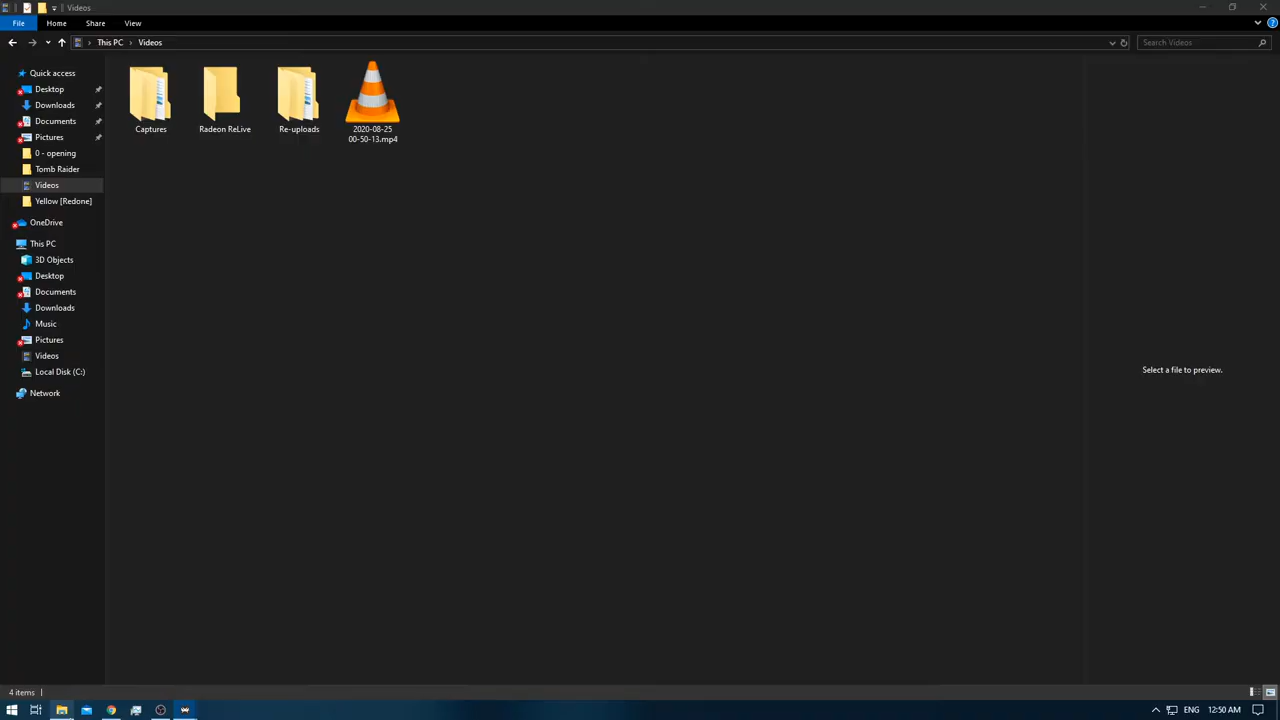 Videos
File Home Share View
This PC Videos
Search Videos
Quick access
Desktop
Downloads
Documents
Pictures
0 - opening
Tomb Raider
Videos
Yellow [Redone]
OneDrive
This PC
3D Objects
Desktop
Documents
Downloads
Music
Pictures
Videos
Local Disk (C:)
Network
Captures
Radeon ReLive
Re-uploads
2020-08-25
00-50-13.mp4
Select a file to preview.
4 items
ENG 12:50 AM